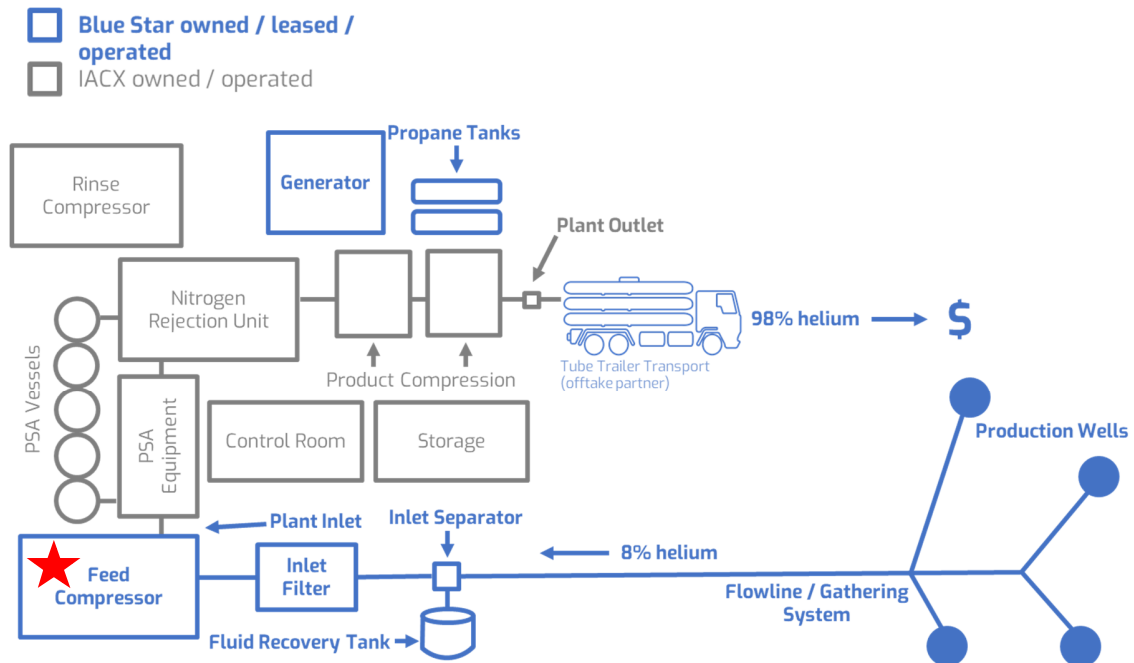 Blue Star owned / leased /
operated
IACX owned / operated
Propane Tanks
Rinse
Compressor
Generator
Plant Outlet
Nitrogen
Rejection Unit
98% helium
$
Tube Trailer Transport
(offtake partner)
Product Compression
PSA Vessels
PSA
Equipment
Control Room
Storage
Production Wells
Plant Inlet
Inlet Separator
8% helium
Feed
Compressor
Inlet
Filter
Flowline / Gathering
System
Fluid Recovery Tank